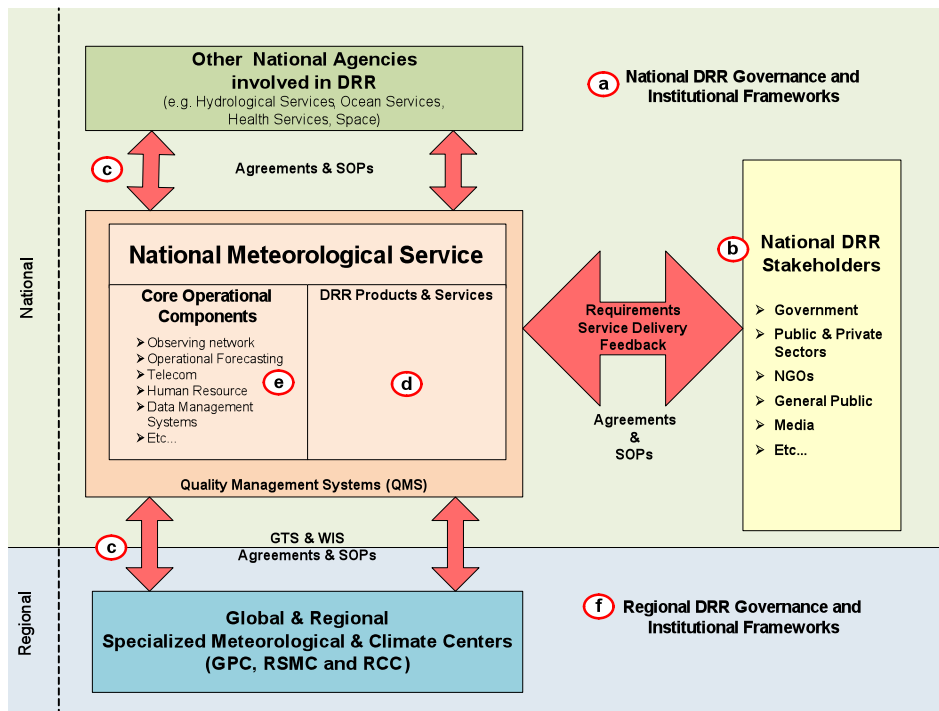 Other National Agencies
involved in DRR
(e.g. Hydrological Services, Ocean Services,
Health Services, Space)
a
National DRR Governance and
Institutional Frameworks
c
Agreements & SOPs
National
National Meteorological Service
Core Operational
Components
➢ Observing network
➢ Operational Forecasting
➢ Telecom
➢ Human Resource
➢ Data Management
Systems
➢ Etc...
e
DRR Products & Services
d
Quality Management Systems (QMS)
Requirements
Service Delivery
Feedback
Agreements
&
SOPs
b
National DRR
Stakeholders
➢ Government
➢ Public & Private
Sectors
➢ NGOs
➢ General Public
➢ Media
➢ Etc...
c
GTS & WIS
Agreements & SOPs
Regional
Global & Regional
Specialized Meteorological & Climate Centers
(GPC, RSMC and RCC)
f
Regional DRR Governance and
Institutional Frameworks